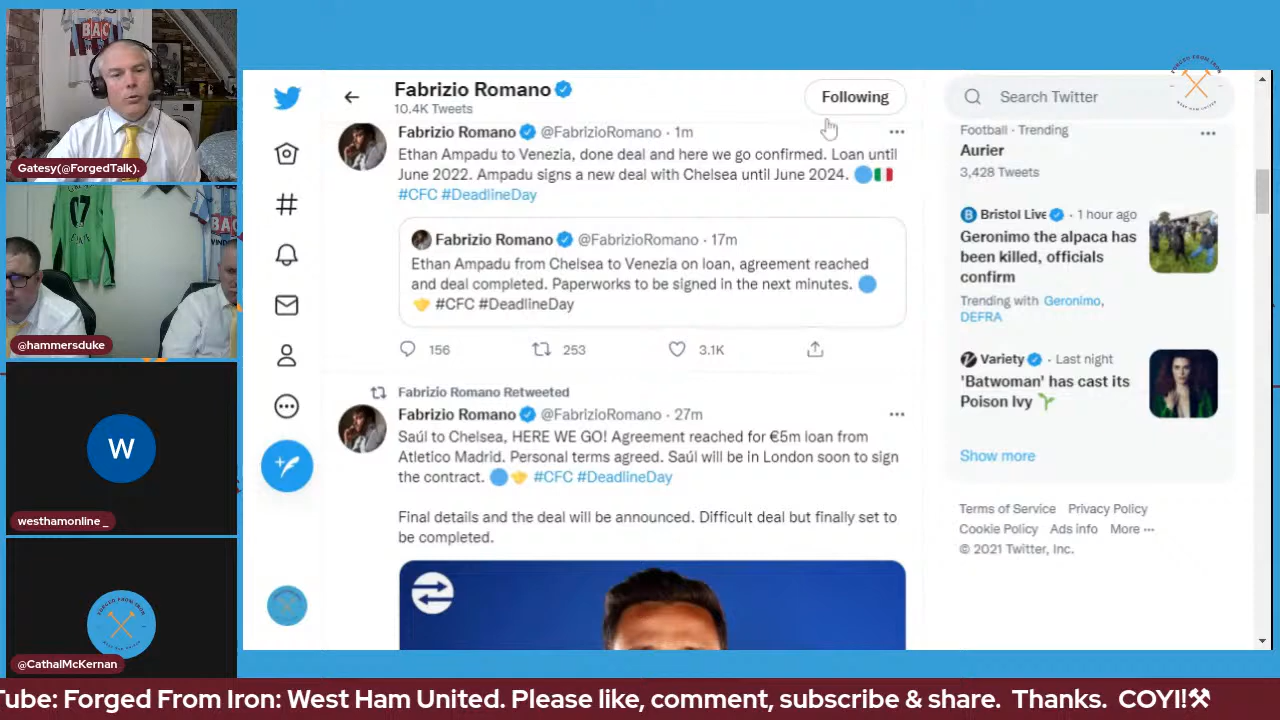 BAC
Gatesy(@ForgedTalk).
07
BAC
@hammersduke
W
westhamonline _
@CathalMcKernan
Fabrizio Romano
10.4K Tweets
Following
Fabrizio Romano @FabrizioRomano · 1m
Ethan Ampadu to Venezia, done deal and here we go confirmed. Loan until
June 2022. Ampadu signs a new deal with Chelsea until June 2024. 🔵🇮🇹
#CFC #DeadlineDay
Fabrizio Romano @FabrizioRomano · 17m
Ethan Ampadu from Chelsea to Venezia on loan, agreement reached
and deal completed. Paperworks to be signed in the next minutes. 🔵
🤝 #CFC #DeadlineDay
156 253 3.1K
Fabrizio Romano Retweeted
Fabrizio Romano @FabrizioRomano · 27m
Saúl to Chelsea, HERE WE GO! Agreement reached for €5m loan from
Atletico Madrid. Personal terms agreed. Saúl will be in London soon to sign
the contract. 🔵🤝 #CFC #DeadlineDay
Final details and the deal will be announced. Difficult deal but finally set to
be completed.
FORGED FROM IRON
WEST HAM UNITED
Search Twitter
Football · Trending
Aurier
3,428 Tweets
Bristol Live · 1 hour ago
Geronimo the alpaca has
been killed, officials
confirm
Trending with Geronimo,
DEFRA
Variety · Last night
'Batwoman' has cast its
Poison Ivy 🌱
Show more
Terms of Service Privacy Policy
Cookie Policy Ads info More ···
© 2021 Twitter, Inc.
Tube: Forged From Iron: West Ham United. Please like, comment, subscribe & share. Thanks. COYI!⚒